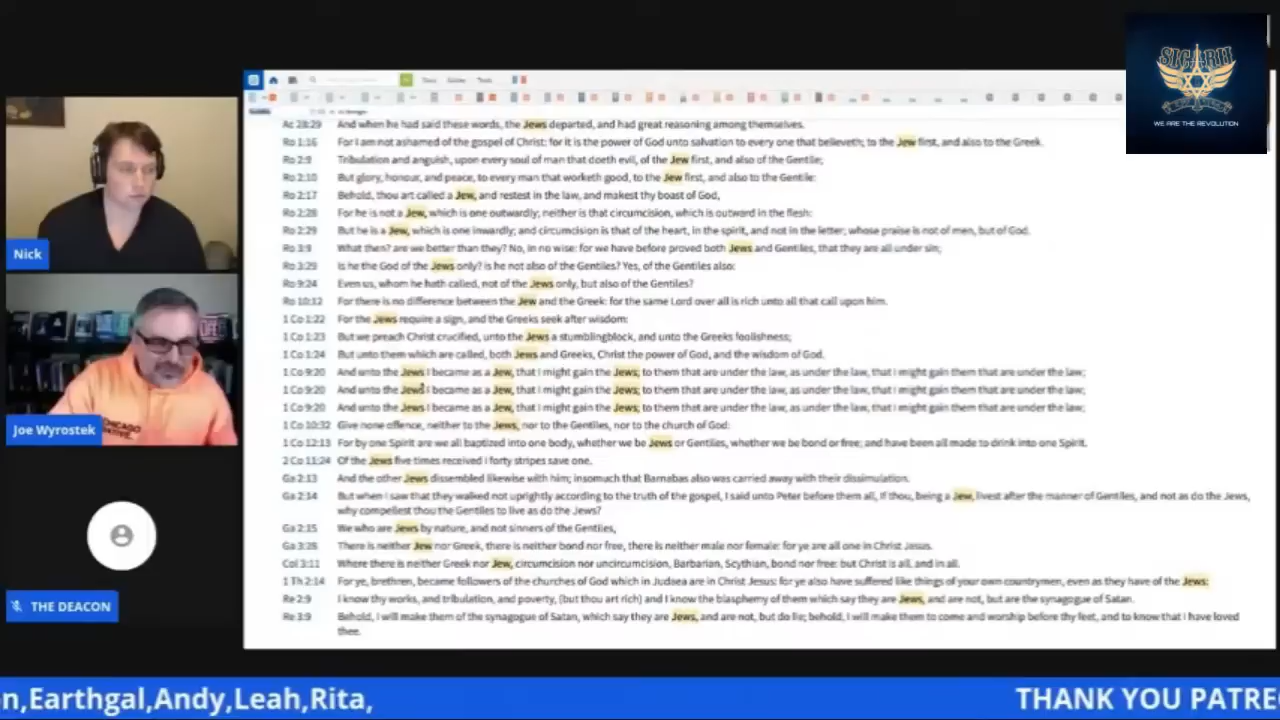 SICARII
WE ARE THE REVOLUTION
Ac 28:29 And when he had said these words, the Jews departed, and had great reasoning among themselves.
Ro 1:16 For I am not ashamed of the gospel of Christ: for it is the power of God unto salvation to every one that believeth; to the Jew first, and also to the Greek.
Ro 2:9 Tribulation and anguish, upon every soul of man that doeth evil, of the Jew first, and also of the Gentile;
Ro 2:10 But glory, honour, and peace, to every man that worketh good, to the Jew first, and also to the Gentile:
Ro 2:17 Behold, thou art called a Jew, and restest in the law, and makest thy boast of God,
Ro 2:28 For he is not a Jew, which is one outwardly; neither is that circumcision, which is outward in the flesh:
Ro 2:29 But he is a Jew, which is one inwardly; and circumcision is that of the heart, in the spirit, and not in the letter; whose praise is not of men, but of God.
Ro 3:9 What then? are we better than they? No, in no wise: for we have before proved both Jews and Gentiles, that they are all under sin;
Ro 3:29 Is he the God of the Jews only? is he not also of the Gentiles? Yes, of the Gentiles also:
Ro 9:24 Even us, whom he hath called, not of the Jews only, but also of the Gentiles?
Ro 10:12 For there is no difference between the Jew and the Greek: for the same Lord over all is rich unto all that call upon him.
1 Co 1:22 For the Jews require a sign, and the Greeks seek after wisdom:
1 Co 1:23 But we preach Christ crucified, unto the Jews a stumblingblock, and unto the Greeks foolishness;
1 Co 1:24 But unto them which are called, both Jews and Greeks, Christ the power of God, and the wisdom of God.
1 Co 9:20 And unto the Jews I became as a Jew, that I might gain the Jews; to them that are under the law, as under the law, that I might gain them that are under the law;
1 Co 9:20 And unto the Jews I became as a Jew, that I might gain the Jews; to them that are under the law, as under the law, that I might gain them that are under the law;
1 Co 9:20 And unto the Jews I became as a Jew, that I might gain the Jews; to them that are under the law, as under the law, that I might gain them that are under the law;
1 Co 10:32 Give none offence, neither to the Jews, nor to the Gentiles, nor to the church of God:
1 Co 12:13 For by one Spirit are we all baptized into one body, whether we be Jews or Gentiles, whether we be bond or free; and have been all made to drink into one Spirit.
2 Co 11:24 Of the Jews five times received I forty stripes save one.
Ga 2:13 And the other Jews dissembled likewise with him; insomuch that Barnabas also was carried away with their dissimulation.
Ga 2:14 But when I saw that they walked not uprightly according to the truth of the gospel, I said unto Peter before them all, If thou, being a Jew, livest after the manner of Gentiles, and not as do the Jews,
why compellest thou the Gentiles to live as do the Jews?
Ga 2:15 We who are Jews by nature, and not sinners of the Gentiles,
Ga 3:28 There is neither Jew nor Greek, there is neither bond nor free, there is neither male nor female: for ye are all one in Christ Jesus.
Col 3:11 Where there is neither Greek nor Jew, circumcision nor uncircumcision, Barbarian, Scythian, bond nor free: but Christ is all, and in all.
1 Th 2:14 For ye, brethren, became followers of the churches of God which in Judaea are in Christ Jesus: for ye also have suffered like things of your own countrymen, even as they have of the Jews:
Re 2:9 I know thy works, and tribulation, and poverty, (but thou art rich) and I know the blasphemy of them which say they are Jews, and are not, but are the synagogue of Satan.
Re 3:9 Behold, I will make them of the synagogue of Satan, which say they are Jews, and are not, but do lie; behold, I will make them to come and worship before thy feet, and to know that I have loved
thee.
Nick
Joe Wyrostek
THE DEACON
n,Earthgal,Andy,Leah,Rita,
THANK YOU PATRE